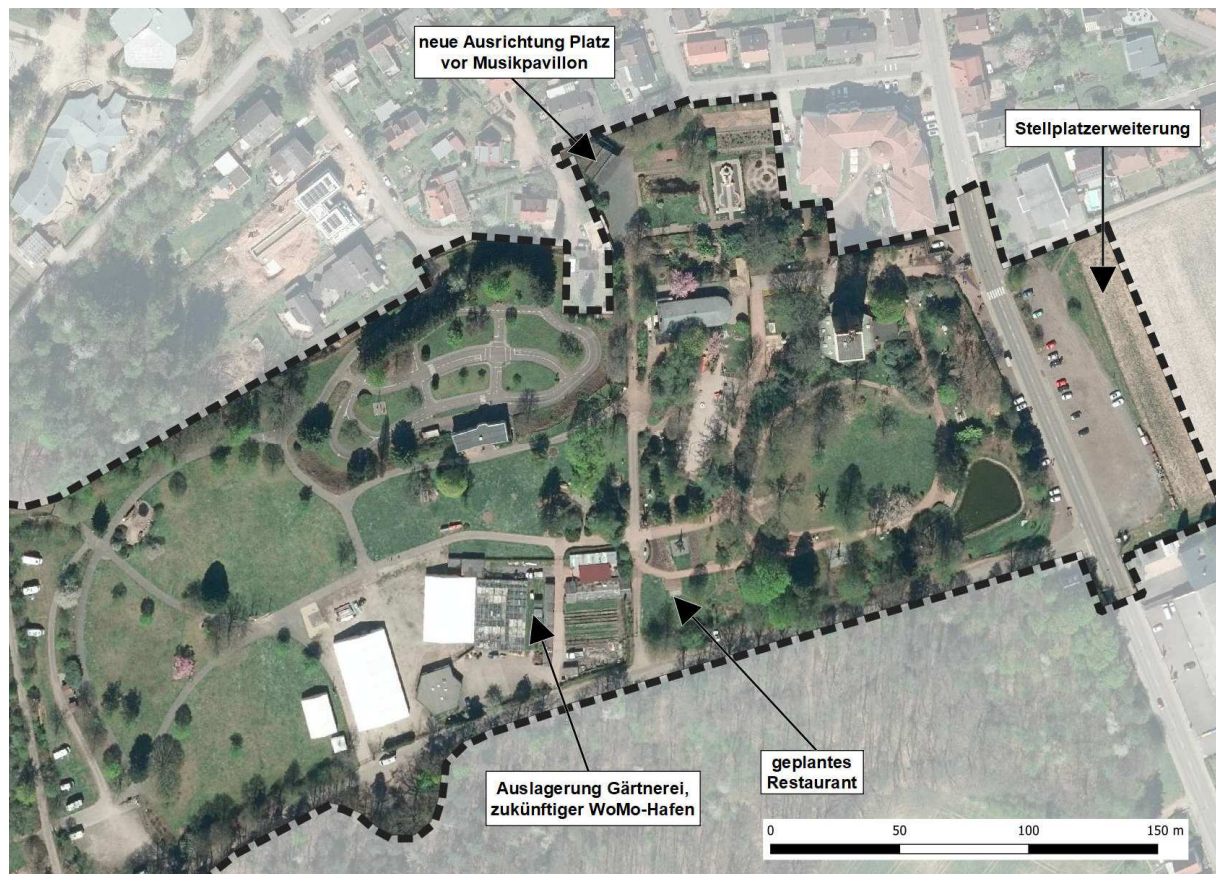 neue Ausrichtung Platz
vor Musikpavillon
Stellplatzerweiterung
geplantes
Restaurant
Auslagerung Gärtnerei,
zukünftiger WoMo-Hafen
0 50 100 150 m